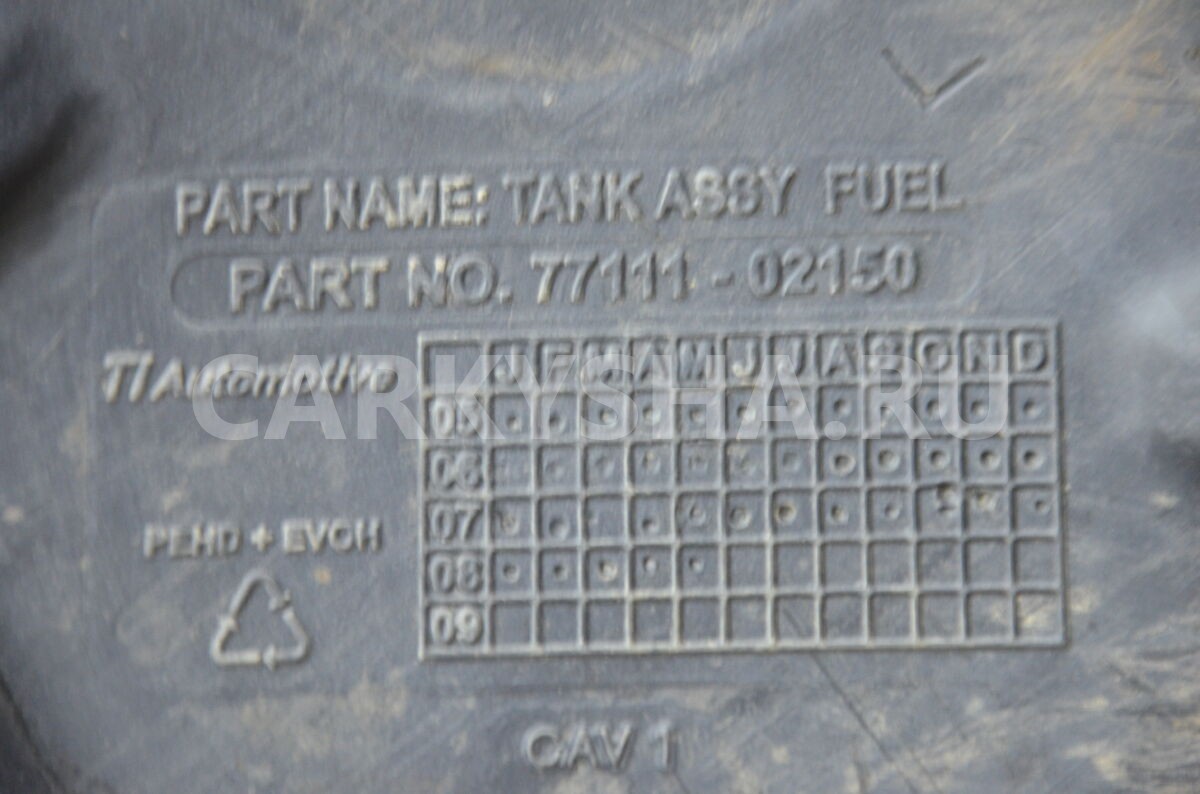 PART NAME: TANK ASSY FUEL
PART NO. 77111-02150
TI Automotive
J F M A M J J A S O N D
05
06
07
08
09
PEHD + EVOH
CAV 1
CARKYSHA.RU